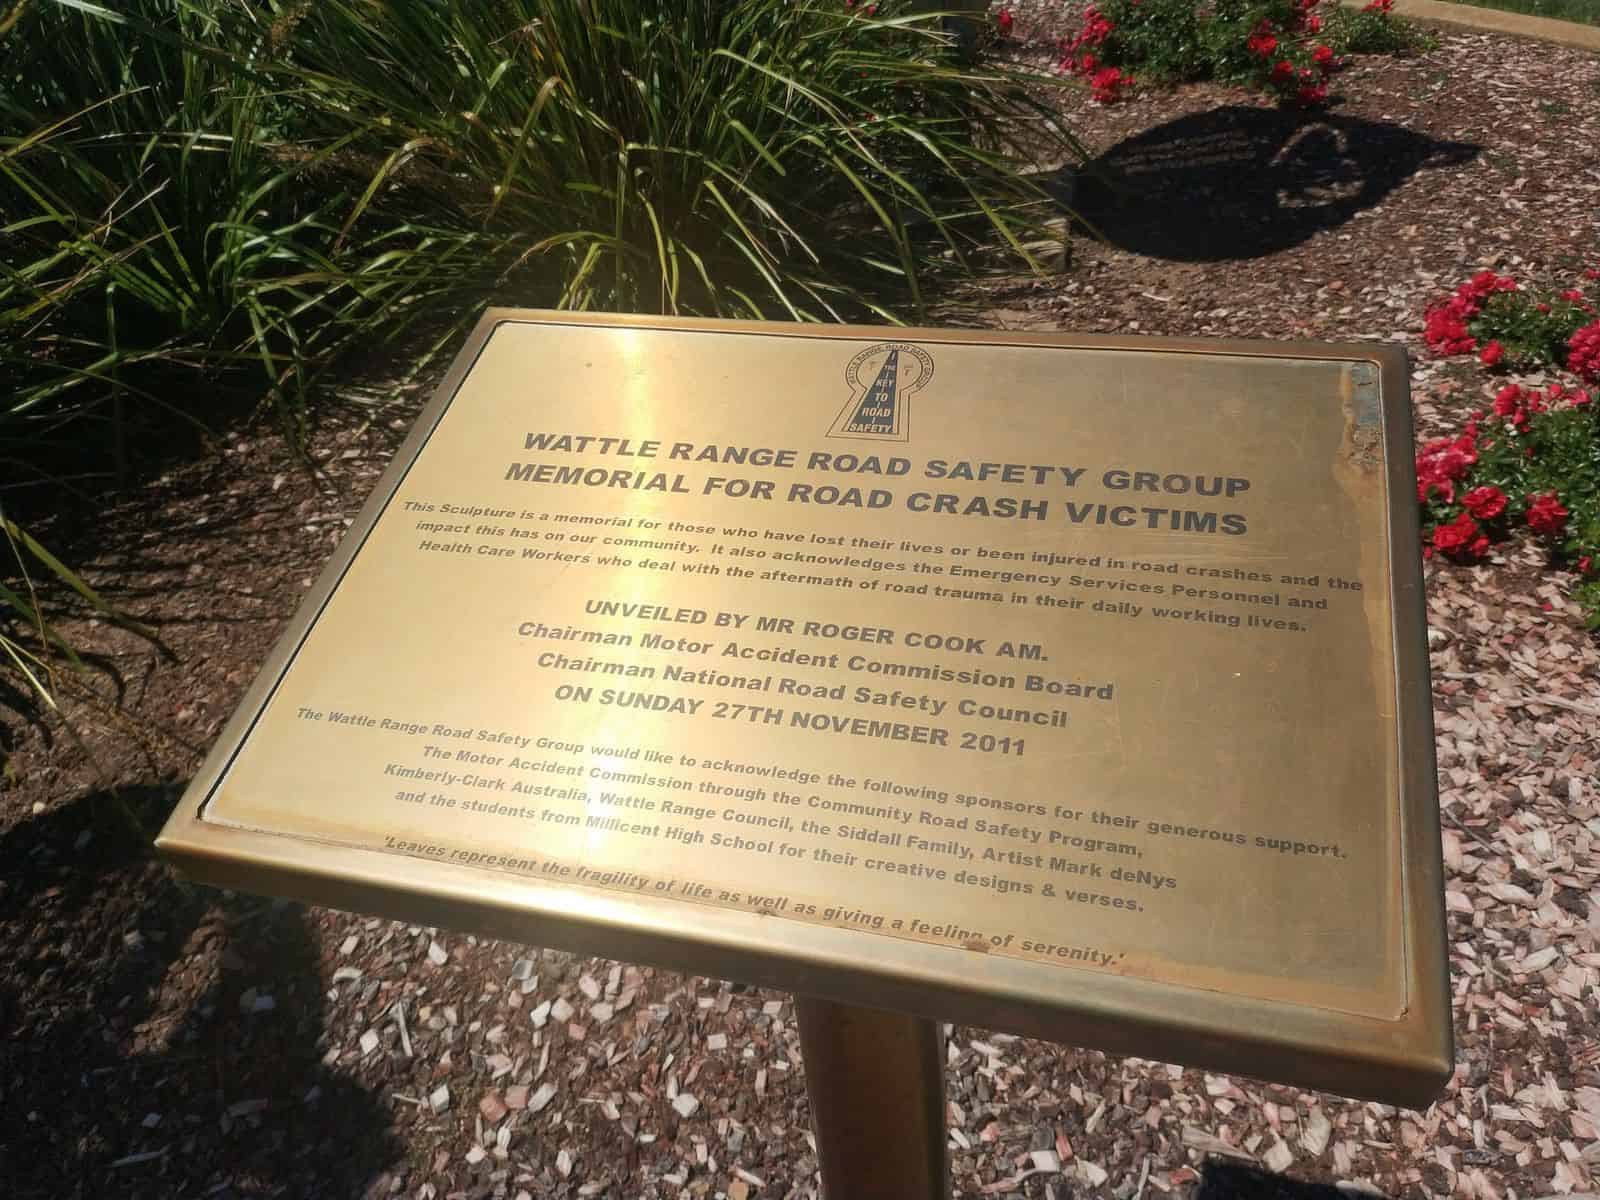 WATTLE RANGE ROAD SAFETY GROUP
THE
KEY
TO
ROAD
SAFETY
WATTLE RANGE ROAD SAFETY GROUP
MEMORIAL FOR ROAD CRASH VICTIMS
This Sculpture is a memorial for those who have lost their lives or been injured in road crashes and the
impact this has on our community. It also acknowledges the Emergency Services Personnel and
Health Care Workers who deal with the aftermath of road trauma in their daily working lives.
UNVEILED BY MR ROGER COOK AM.
Chairman Motor Accident Commission Board
Chairman National Road Safety Council
ON SUNDAY 27TH NOVEMBER 2011
The Wattle Range Road Safety Group would like to acknowledge the following sponsors for their generous support.
The Motor Accident Commission through the Community Road Safety Program,
Kimberly-Clark Australia, Wattle Range Council, the Siddall Family, Artist Mark deNys
and the students from Millicent High School for their creative designs & verses.
'Leaves represent the fragility of life as well as giving a feeling of serenity.'